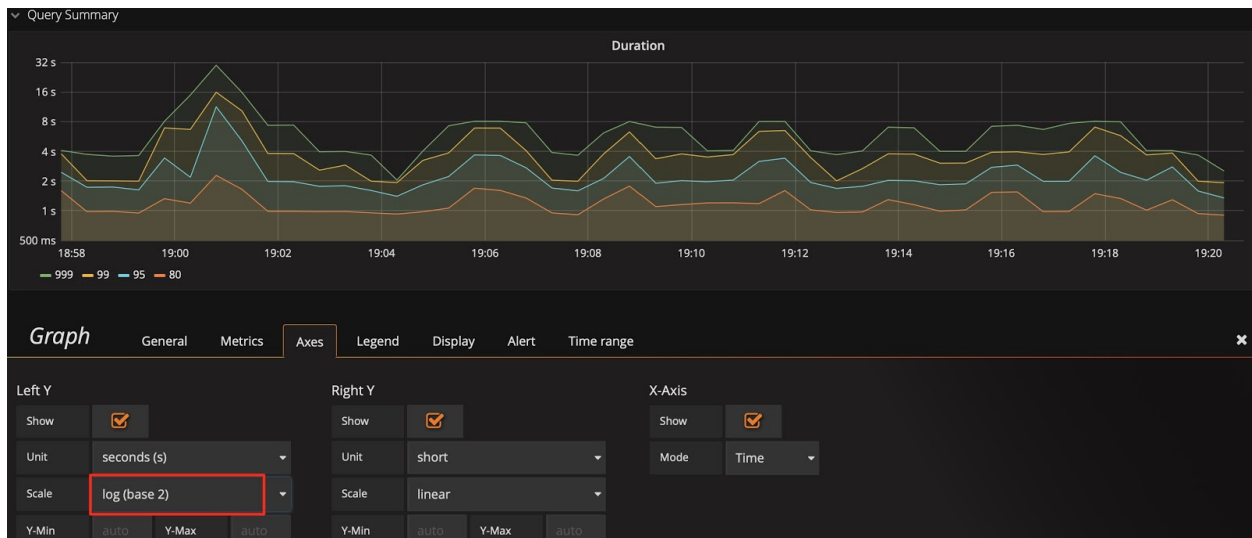 Query Summary
Duration
32 s
16 s
8 s
4 s
2 s
1 s
500 ms
18:58 19:00 19:02 19:04 19:06 19:08 19:10 19:12 19:14 19:16 19:18 19:20
999 99 95 80
Graph General Metrics Axes Legend Display Alert Time range
Left Y Right Y X-Axis
Show Show Show
Unit seconds (s) Unit short Mode Time
Scale log (base 2) Scale linear
Y-Min auto Y-Max auto Y-Min auto Y-Max auto